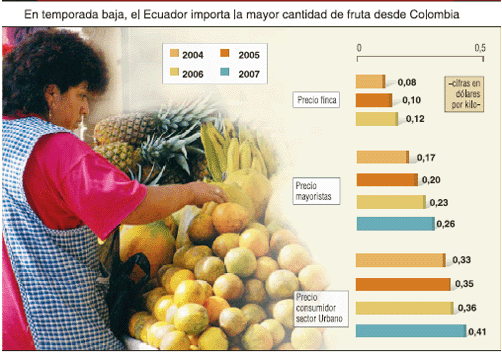 En temporada baja, el Ecuador importa la mayor cantidad de fruta desde Colombia
2004 2005
2006 2007
0 0,5
–cifras en
dólares
por kilo–
Precio finca
0,08
0,10
0,12
Precio
mayoristas
0,17
0,20
0,23
0,26
Precio
consumidor
sector Urbano
0,33
0,35
0,36
0,41